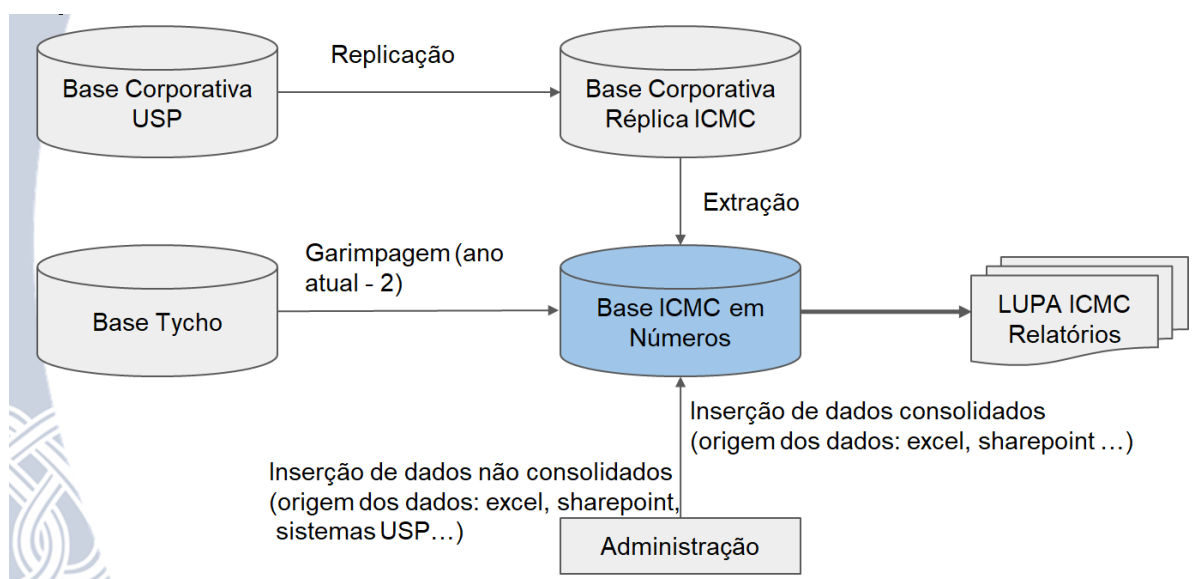 Base Corporativa
USP
Replicação
Base Corporativa
Réplica ICMC
Extração
Garimpagem (ano
atual - 2)
Base Tycho
Base ICMC em
Números
LUPA ICMC
Relatórios
Inserção de dados consolidados
(origem dos dados: excel, sharepoint ...)
Inserção de dados não consolidados
(origem dos dados: excel, sharepoint,
sistemas USP...)
Administração